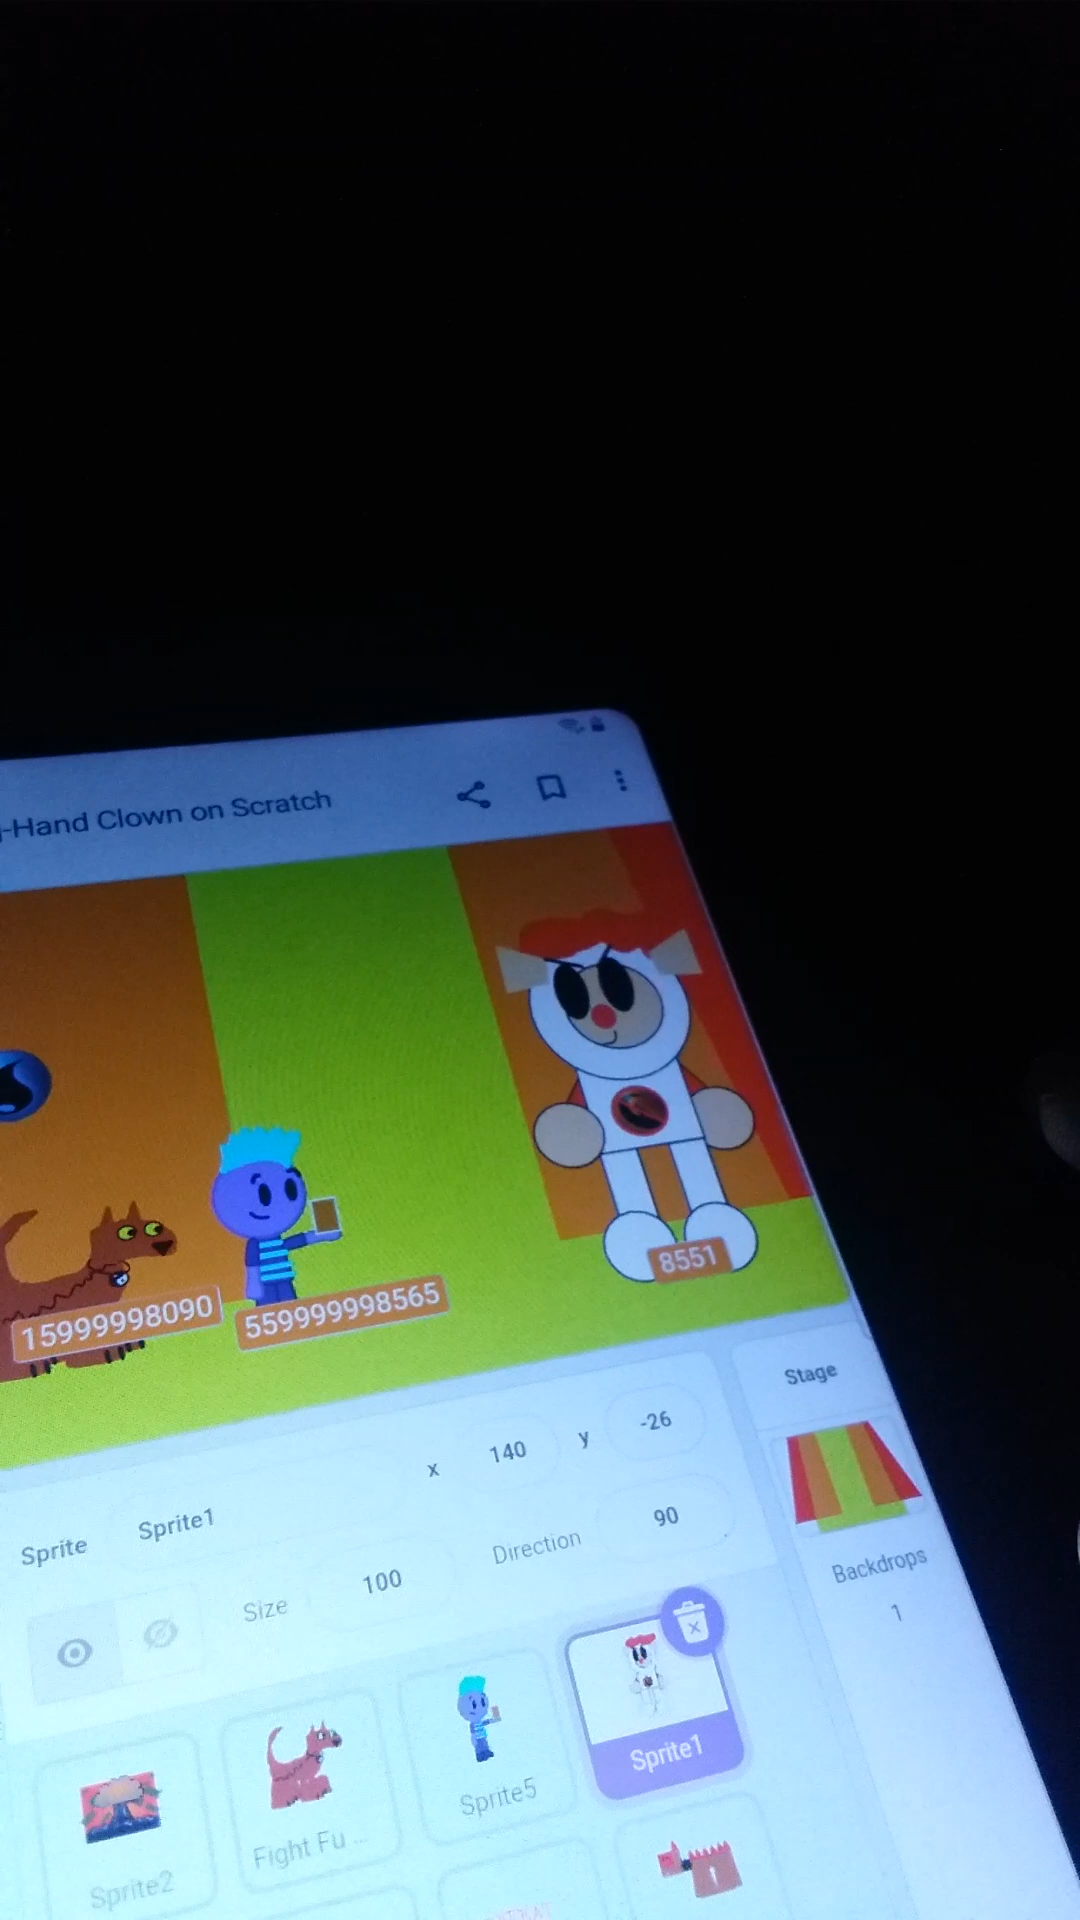 -Hand Clown on Scratch
15999998090
559999998565
8551
Stage
Sprite
Sprite1
x
140
y
-26
Size
100
Direction
90
Backdrops
1
Sprite2
Fight Fu ...
Sprite5
Sprite1